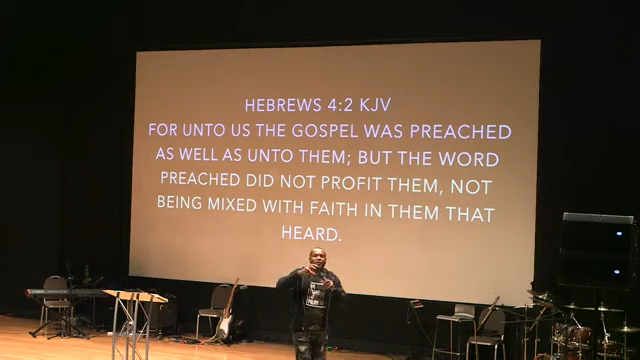 HEBREWS 4:2 KJV
FOR UNTO US THE GOSPEL WAS PREACHED
AS WELL AS UNTO THEM; BUT THE WORD
PREACHED DID NOT PROFIT THEM, NOT
BEING MIXED WITH FAITH IN THEM THAT
HEARD.